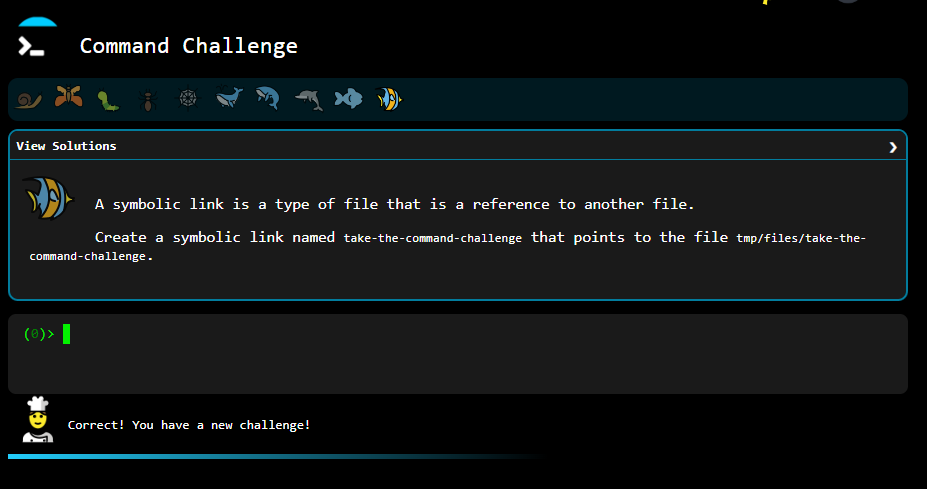 Command Challenge
View Solutions
A symbolic link is a type of file that is a reference to another file.
Create a symbolic link named take-the-command-challenge that points to the file tmp/files/take-the-
command-challenge.
(0)>
Correct! You have a new challenge!